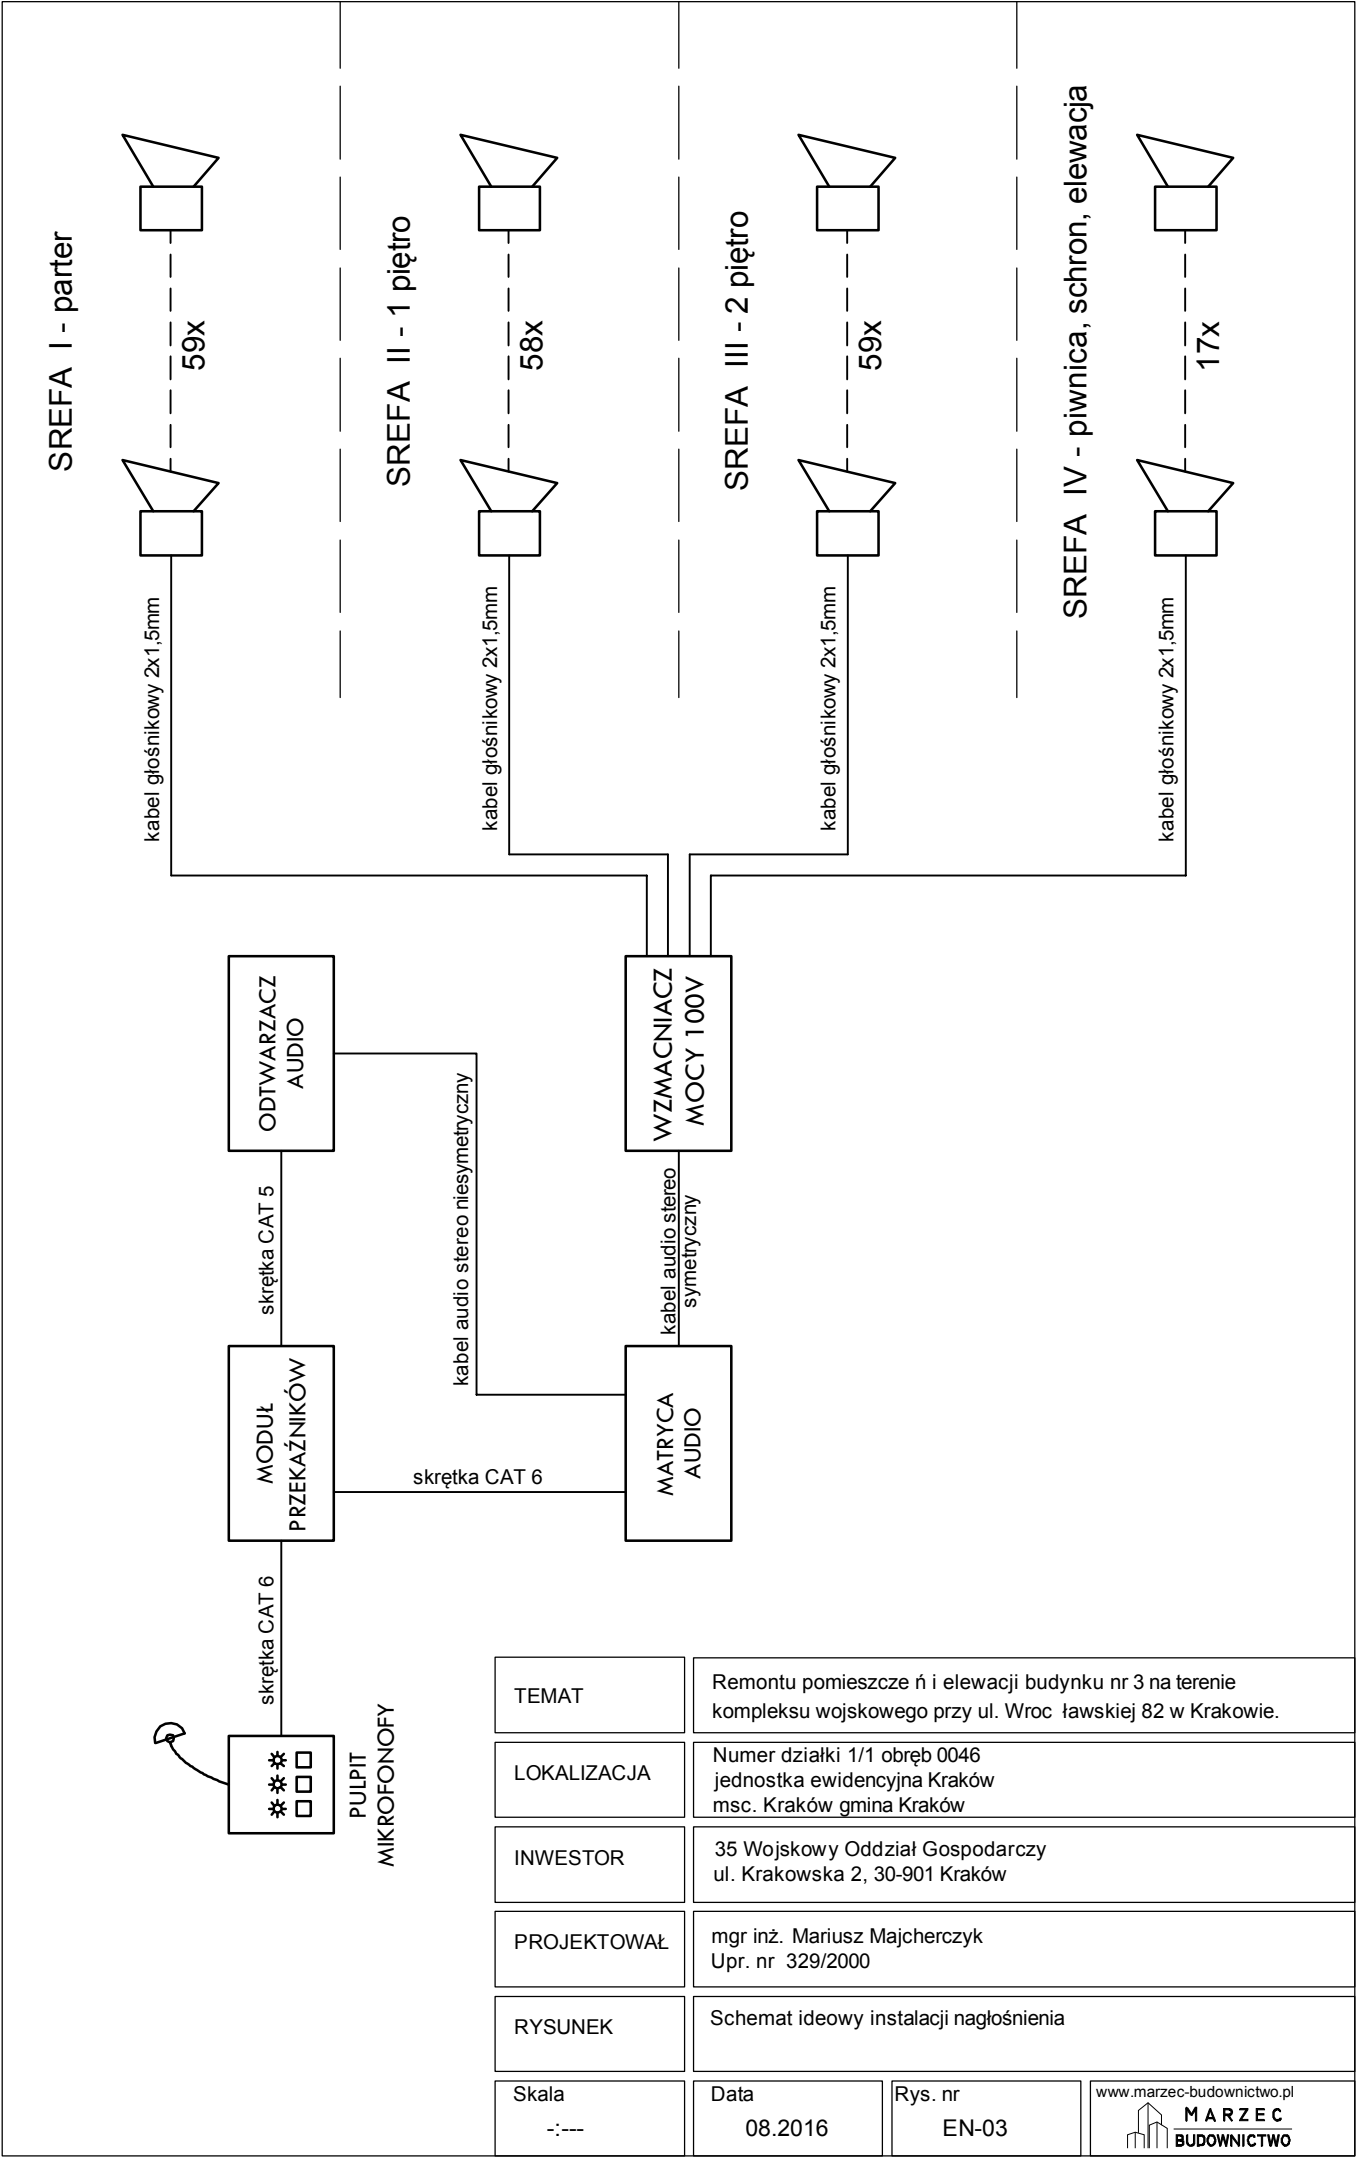 SREFA I - parter
59x
kabel głośnikowy 2x1,5mm
SREFA II - 1 piętro
58x
kabel głośnikowy 2x1,5mm
SREFA III - 2 piętro
59x
kabel głośnikowy 2x1,5mm
SREFA IV - piwnica, schron, elewacja
17x
kabel głośnikowy 2x1,5mm
ODTWARZACZ
AUDIO
WZMACNIACZ
MOCY 100V
skrętka CAT 5
kabel audio stereo niesymetryczny
kabel audio stereo
symetryczny
MODUŁ
PRZEKAŹNIKÓW
skrętka CAT 6
MATRYCA
AUDIO
skrętka CAT 6
PULPIT
MIKROFONOFY
TEMAT
Remontu pomieszcze ń i elewacji budynku nr 3 na terenie
kompleksu wojskowego przy ul. Wroc ławskiej 82 w Krakowie.
LOKALIZACJA
Numer działki 1/1 obręb 0046
jednostka ewidencyjna Kraków
msc. Kraków gmina Kraków
INWESTOR
35 Wojskowy Oddział Gospodarczy
ul. Krakowska 2, 30-901 Kraków
PROJEKTOWAŁ
mgr inż. Mariusz Majcherczyk
Upr. nr 329/2000
RYSUNEK
Schemat ideowy instalacji nagłośnienia
Skala
-:---
Data
08.2016
Rys. nr
EN-03
www.marzec-budownictwo.pl
MARZEC
BUDOWNICTWO